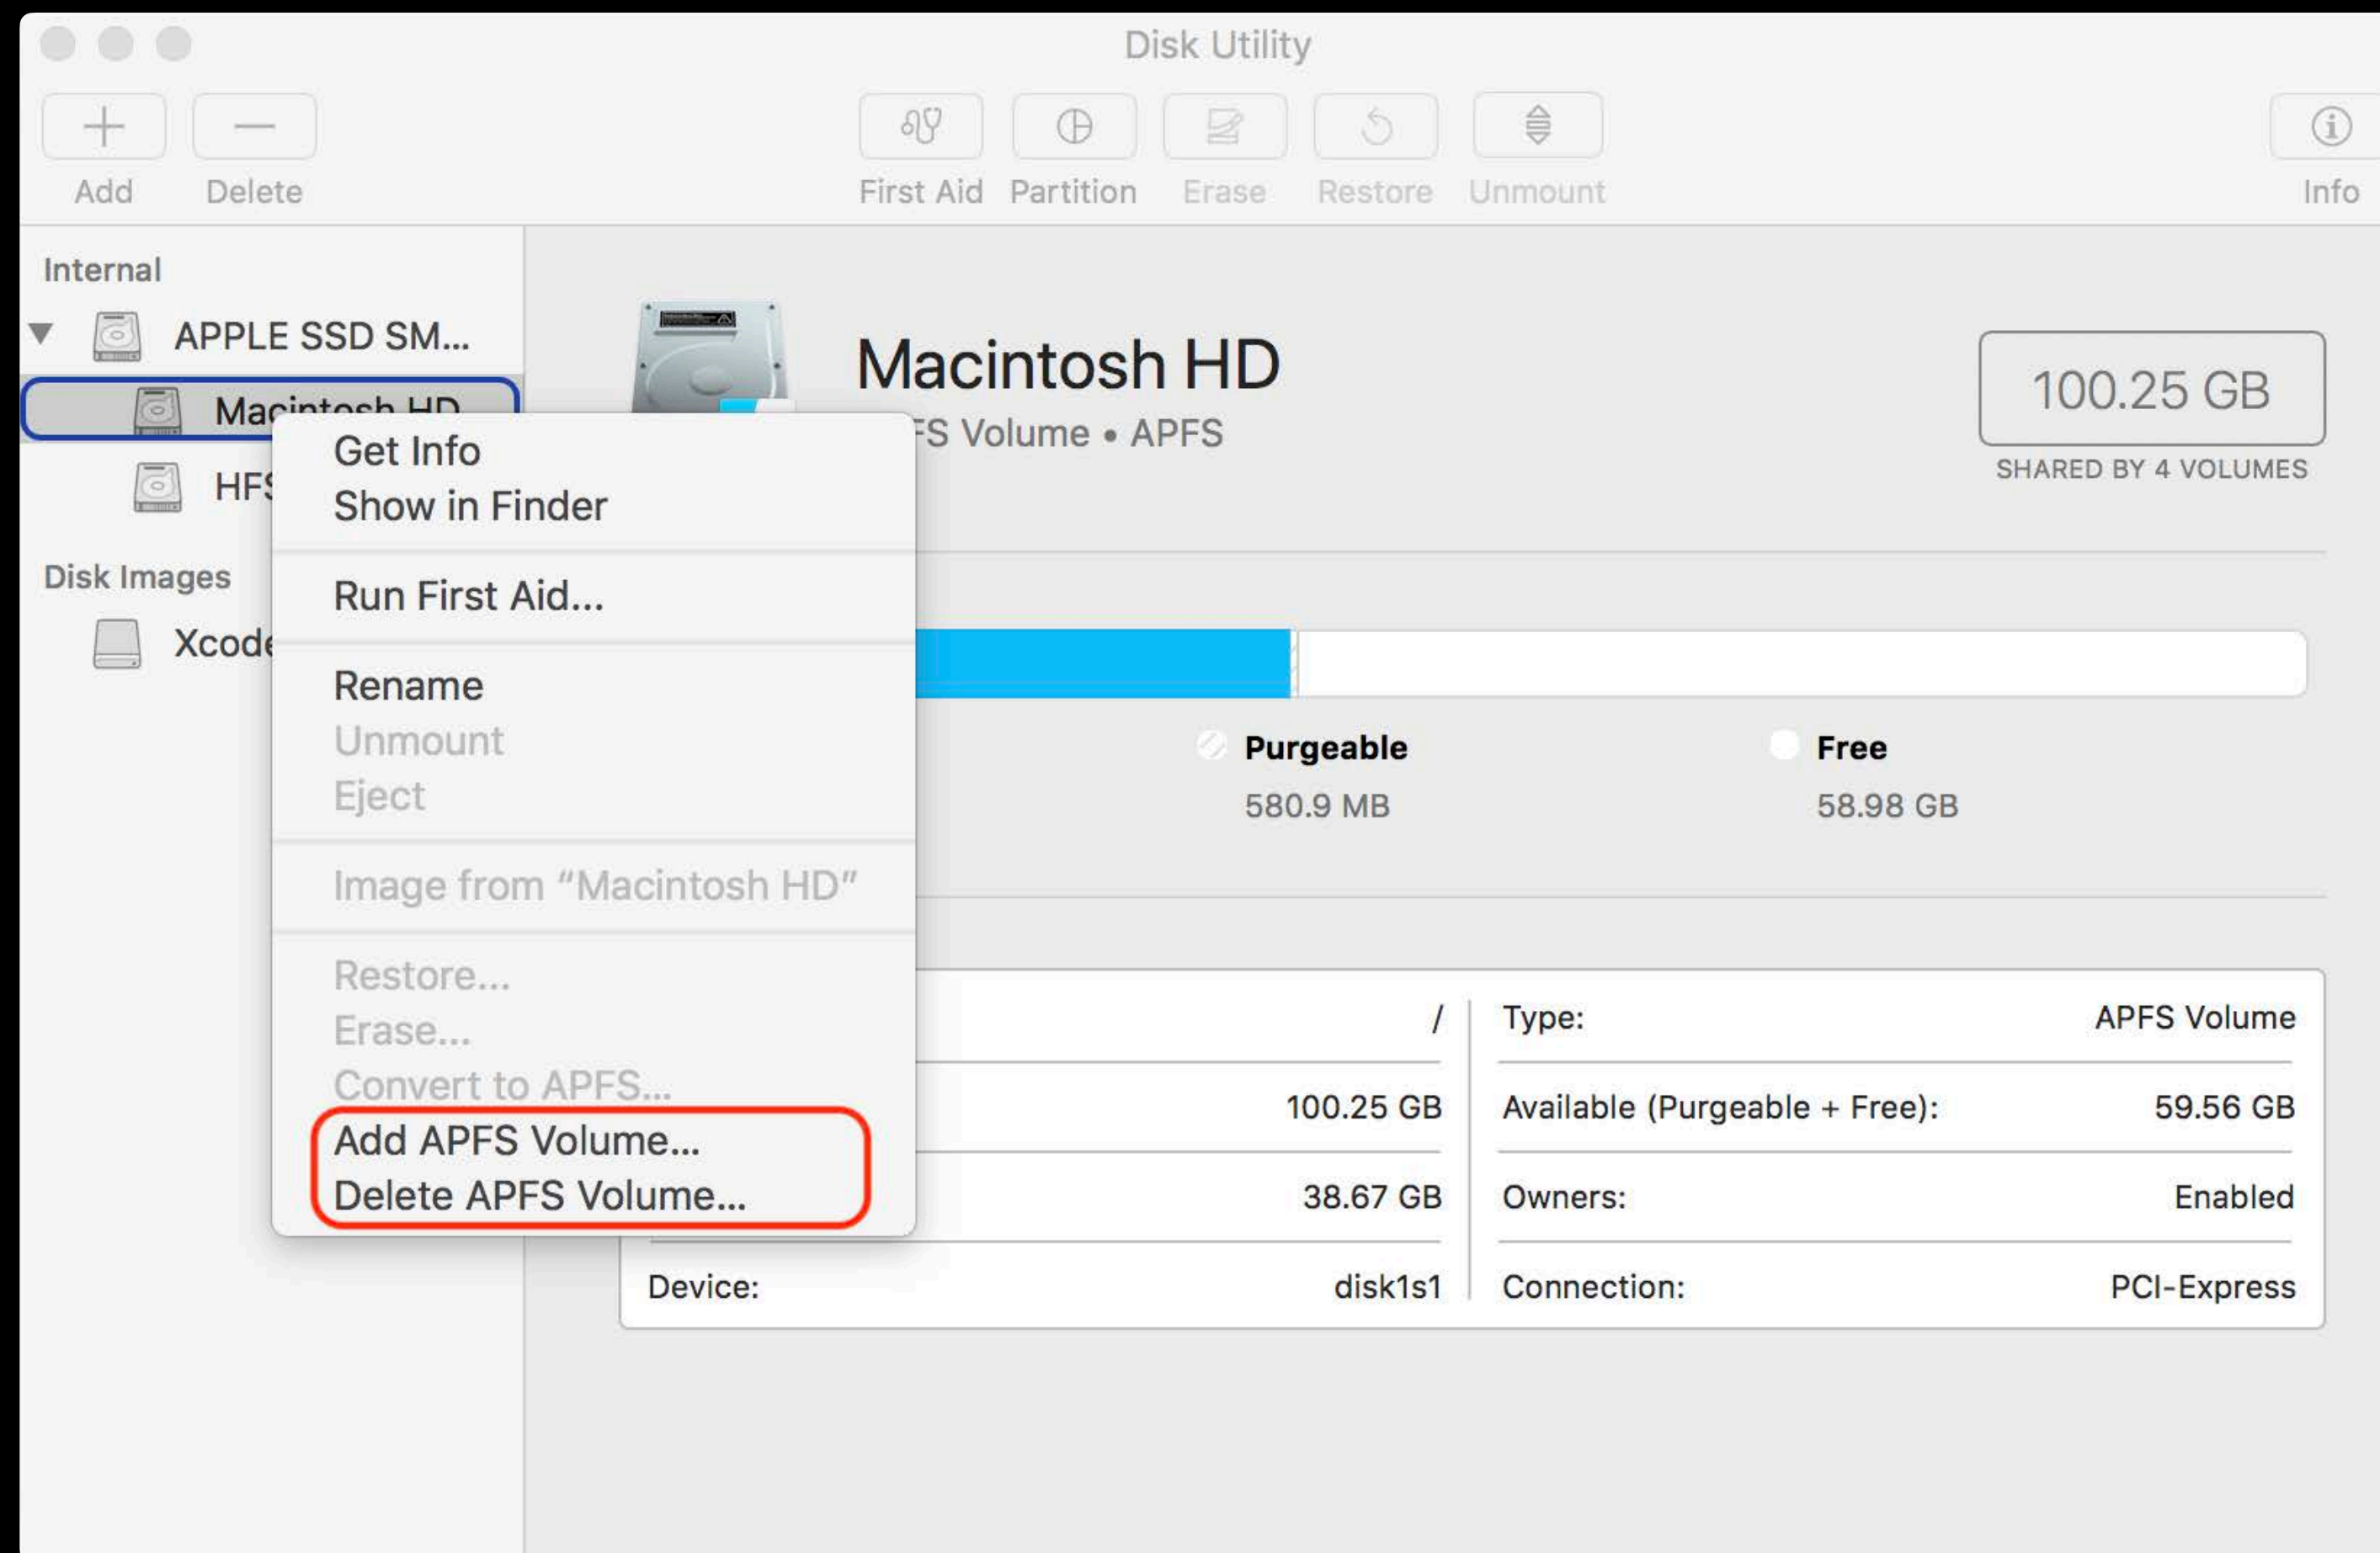 Disk Utility
Add Delete First Aid Partition Erase Restore Unmount Info
Internal
APPLE SSD SM...
Macintosh HD
HFS
Disk Images
Xcode
Get Info
Show in Finder
Run First Aid...
Rename
Unmount
Eject
Image from “Macintosh HD”
Restore...
Erase...
Convert to APFS...
Add APFS Volume...
Delete APFS Volume...
Macintosh HD
FS Volume • APFS
100.25 GB
SHARED BY 4 VOLUMES
Purgeable
580.9 MB
Free
58.98 GB
/
Type: APFS Volume
100.25 GB
Available (Purgeable + Free): 59.56 GB
38.67 GB
Owners: Enabled
Device: disk1s1
Connection: PCI-Express